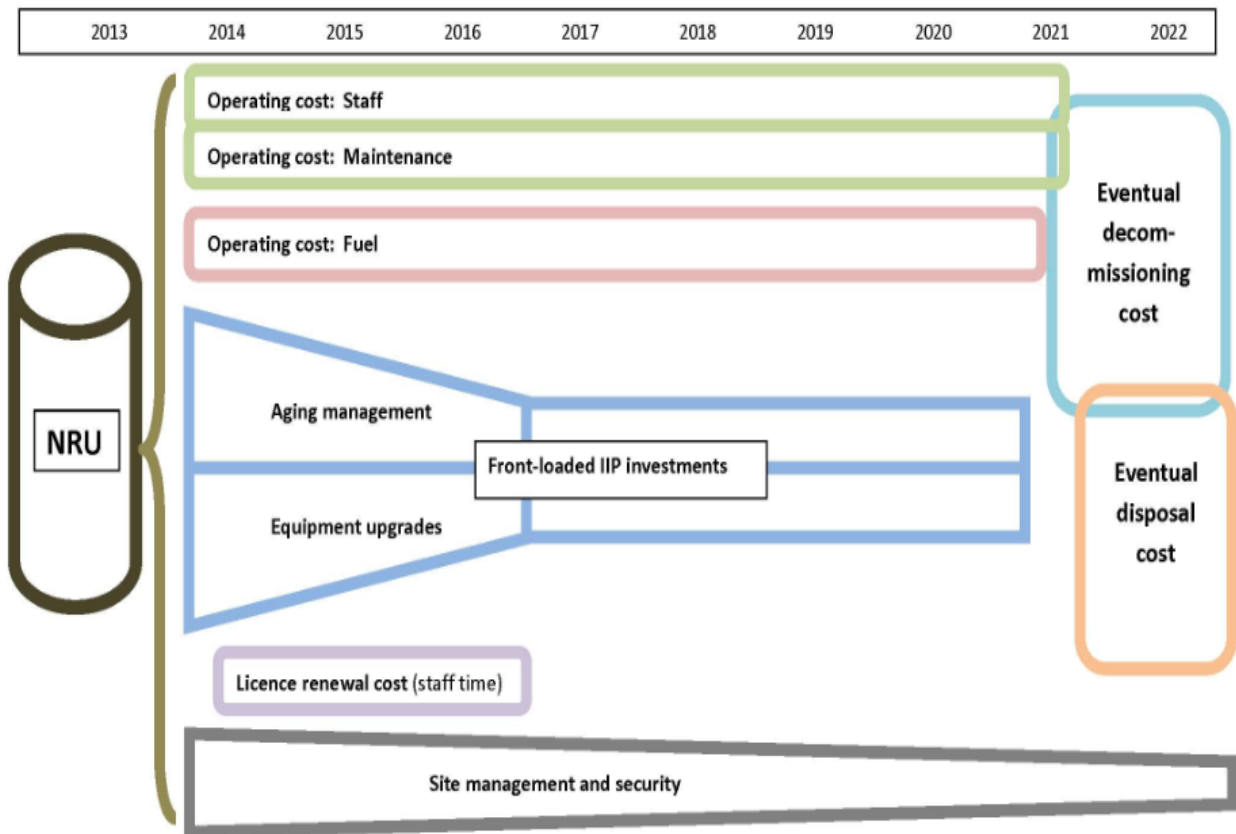 2013 2014 2015 2016 2017 2018 2019 2020 2021 2022
Operating cost: Staff
Operating cost: Maintenance
Operating cost: Fuel
Eventual
decom-
missioning
cost
NRU
Aging management
Front-loaded IIP investments
Equipment upgrades
Eventual
disposal
cost
Licence renewal cost (staff time)
Site management and security